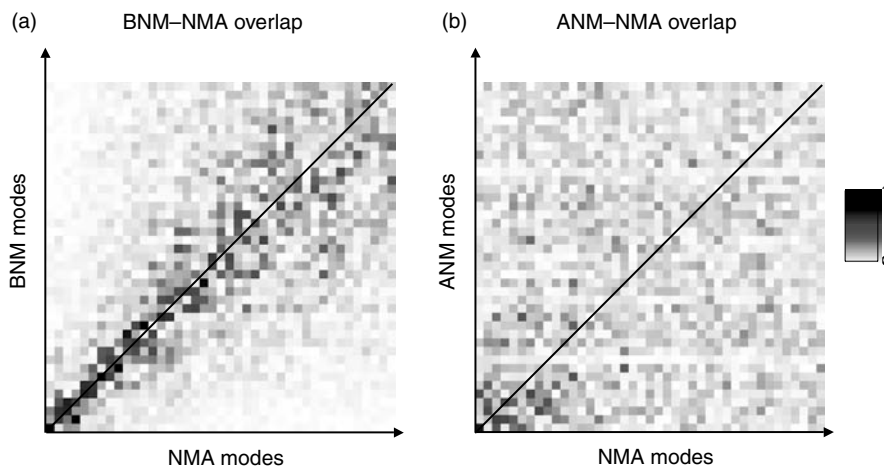 (a)
BNM–NMA overlap
BNM modes
NMA modes
(b)
ANM–NMA overlap
ANM modes
NMA modes